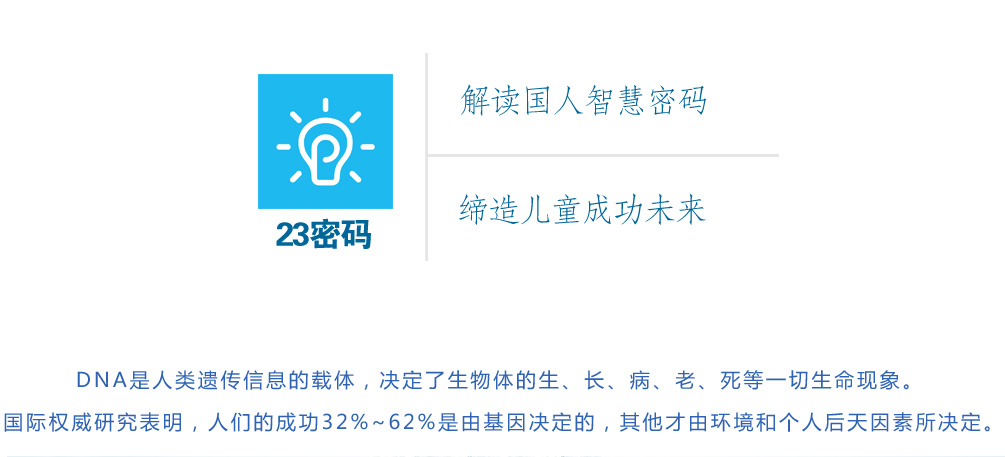 解读国人智慧密码
缔造儿童成功未来
23密码
DNA是人类遗传信息的载体，决定了生物体的生、长、病、老、死等一切生命现象。
国际权威研究表明，人们的成功32%~62%是由基因决定的，其他才由环境和个人后天因素所决定。